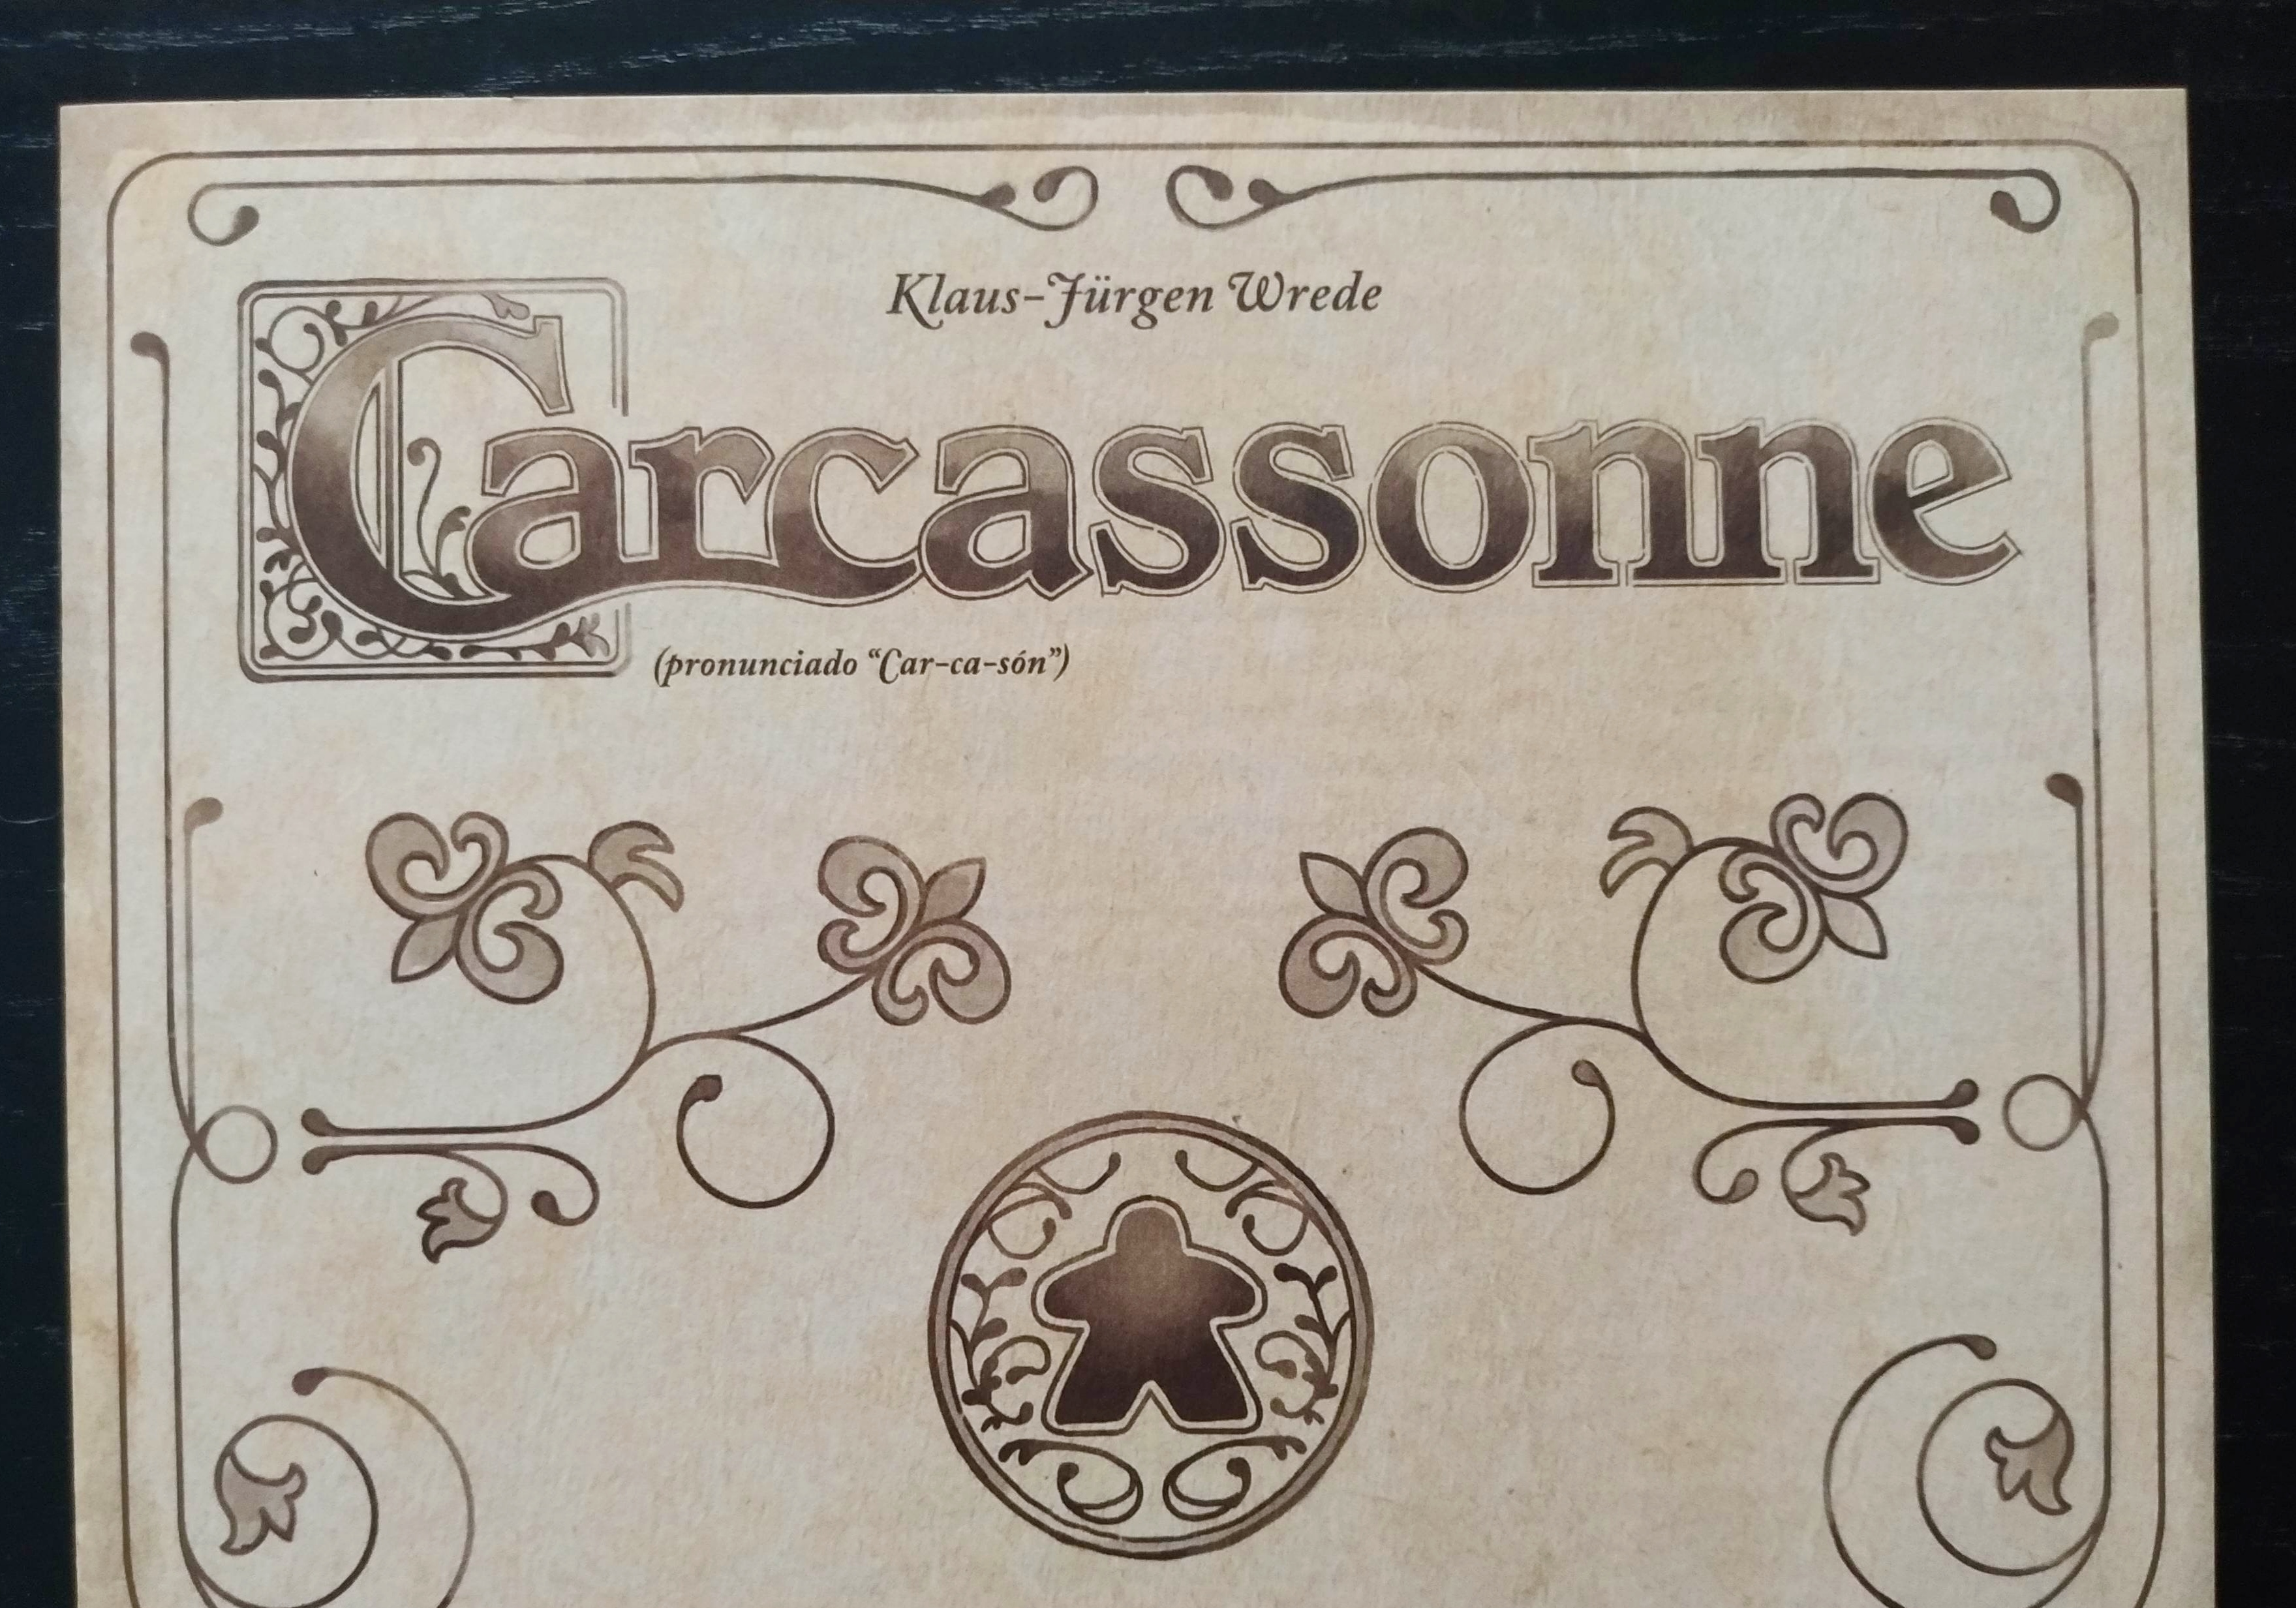 Klaus-Jürgen Wrede
Carcassonne
(pronunciado “Car-ca-són”)